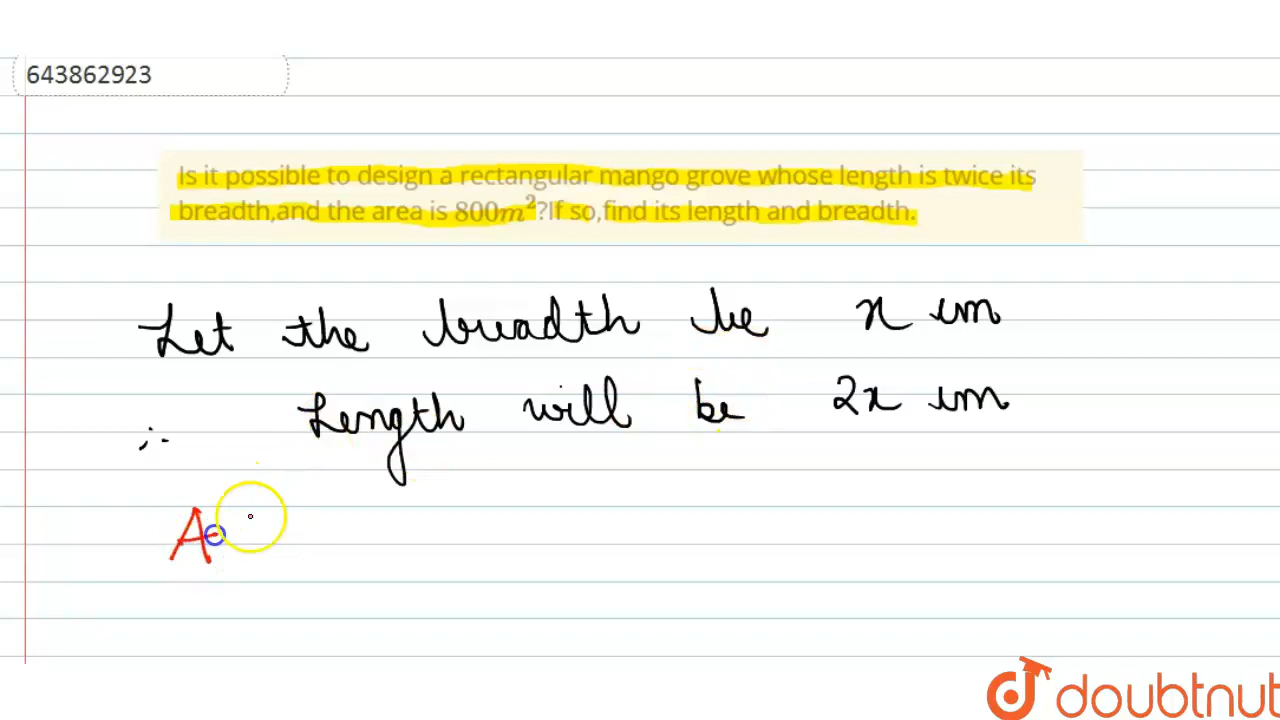 643862923
Is it possible to design a rectangular mango grove whose length is twice its
breadth,and the area is 800m²?If so,find its length and breadth.
Let the breadth be x cm
∴ Length will be 2x cm
A
doubtnut